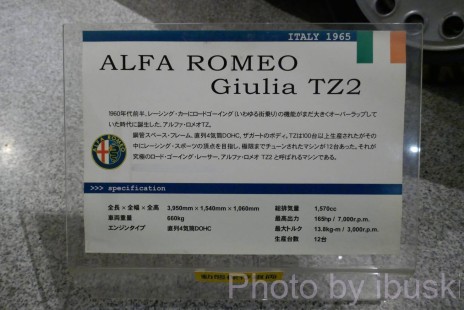 ITALY 1965
ALFA ROMEO
Giulia TZ2
1960年代前半、レーシング・カーにロードゴーイング(いわゆる街乗り)の機能がまだ大きくオーバーラップして
いた時代に誕生した、アルファ・ロメオTZ。
鋼管スペース・フレーム、直列4気筒DOHC、ザガートのボディ。TZは100台以上生産されたがその
中にレーシング・スポーツの頂点を目指し、極限までチューンされたマシンが12台あった。それが
究極のロード・ゴーイング・レーサー、アルファ・ロメオ TZ2 と呼ばれるマシンである。
ALFA ROMEO
>>> specification
全長×全幅×全高 3,950mm×1,540mm×1,060mm 総排気量 1,570cc
車両重量 660kg 最高出力 165hp / 7,000r.p.m.
エンジンタイプ 直列4気筒DOHC 最大トルク 13.8kg-m / 3,000r.p.m.
生産台数 12台
Photo by ibuski